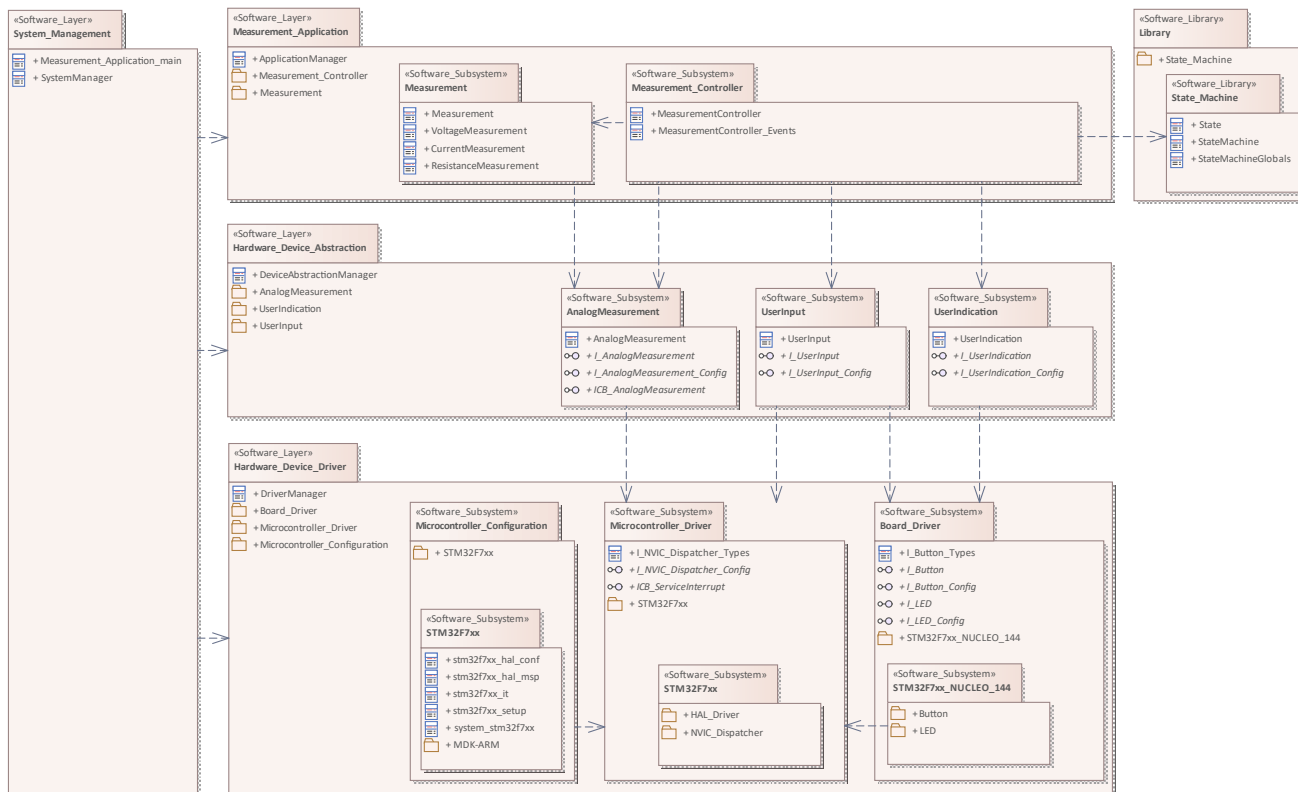 «Software_Layer»
System_Management
+ Measurement_Application_main
+ SystemManager
«Software_Layer»
Measurement_Application
+ ApplicationManager
+ Measurement_Controller
+ Measurement
«Software_Subsystem»
Measurement
+ Measurement
+ VoltageMeasurement
+ CurrentMeasurement
+ ResistanceMeasurement
«Software_Subsystem»
Measurement_Controller
+ MeasurementController
+ MeasurementController_Events
«Software_Library»
Library
+ State_Machine
«Software_Library»
State_Machine
+ State
+ StateMachine
+ StateMachineGlobals
«Software_Layer»
Hardware_Device_Abstraction
+ DeviceAbstractionManager
+ AnalogMeasurement
+ UserIndication
+ UserInput
«Software_Subsystem»
AnalogMeasurement
+ AnalogMeasurement
+ I_AnalogMeasurement
+ I_AnalogMeasurement_Config
+ ICB_AnalogMeasurement
«Software_Subsystem»
UserInput
+ UserInput
+ I_UserInput
+ I_UserInput_Config
«Software_Subsystem»
UserIndication
+ UserIndication
+ I_UserIndication
+ I_UserIndication_Config
«Software_Layer»
Hardware_Device_Driver
+ DriverManager
+ Board_Driver
+ Microcontroller_Driver
+ Microcontroller_Configuration
«Software_Subsystem»
Microcontroller_Configuration
+ STM32F7xx
«Software_Subsystem»
STM32F7xx
+ stm32f7xx_hal_conf
+ stm32f7xx_hal_msp
+ stm32f7xx_it
+ stm32f7xx_setup
+ system_stm32f7xx
+ MDK-ARM
«Software_Subsystem»
Microcontroller_Driver
+ I_NVIC_Dispatcher_Types
+ I_NVIC_Dispatcher_Config
+ ICB_ServiceInterrupt
+ STM32F7xx
«Software_Subsystem»
STM32F7xx
+ HAL_Driver
+ NVIC_Dispatcher
«Software_Subsystem»
Board_Driver
+ I_Button_Types
+ I_Button
+ I_Button_Config
+ I_LED
+ I_LED_Config
+ STM32F7xx_NUCLEO_144
«Software_Subsystem»
STM32F7xx_NUCLEO_144
+ Button
+ LED